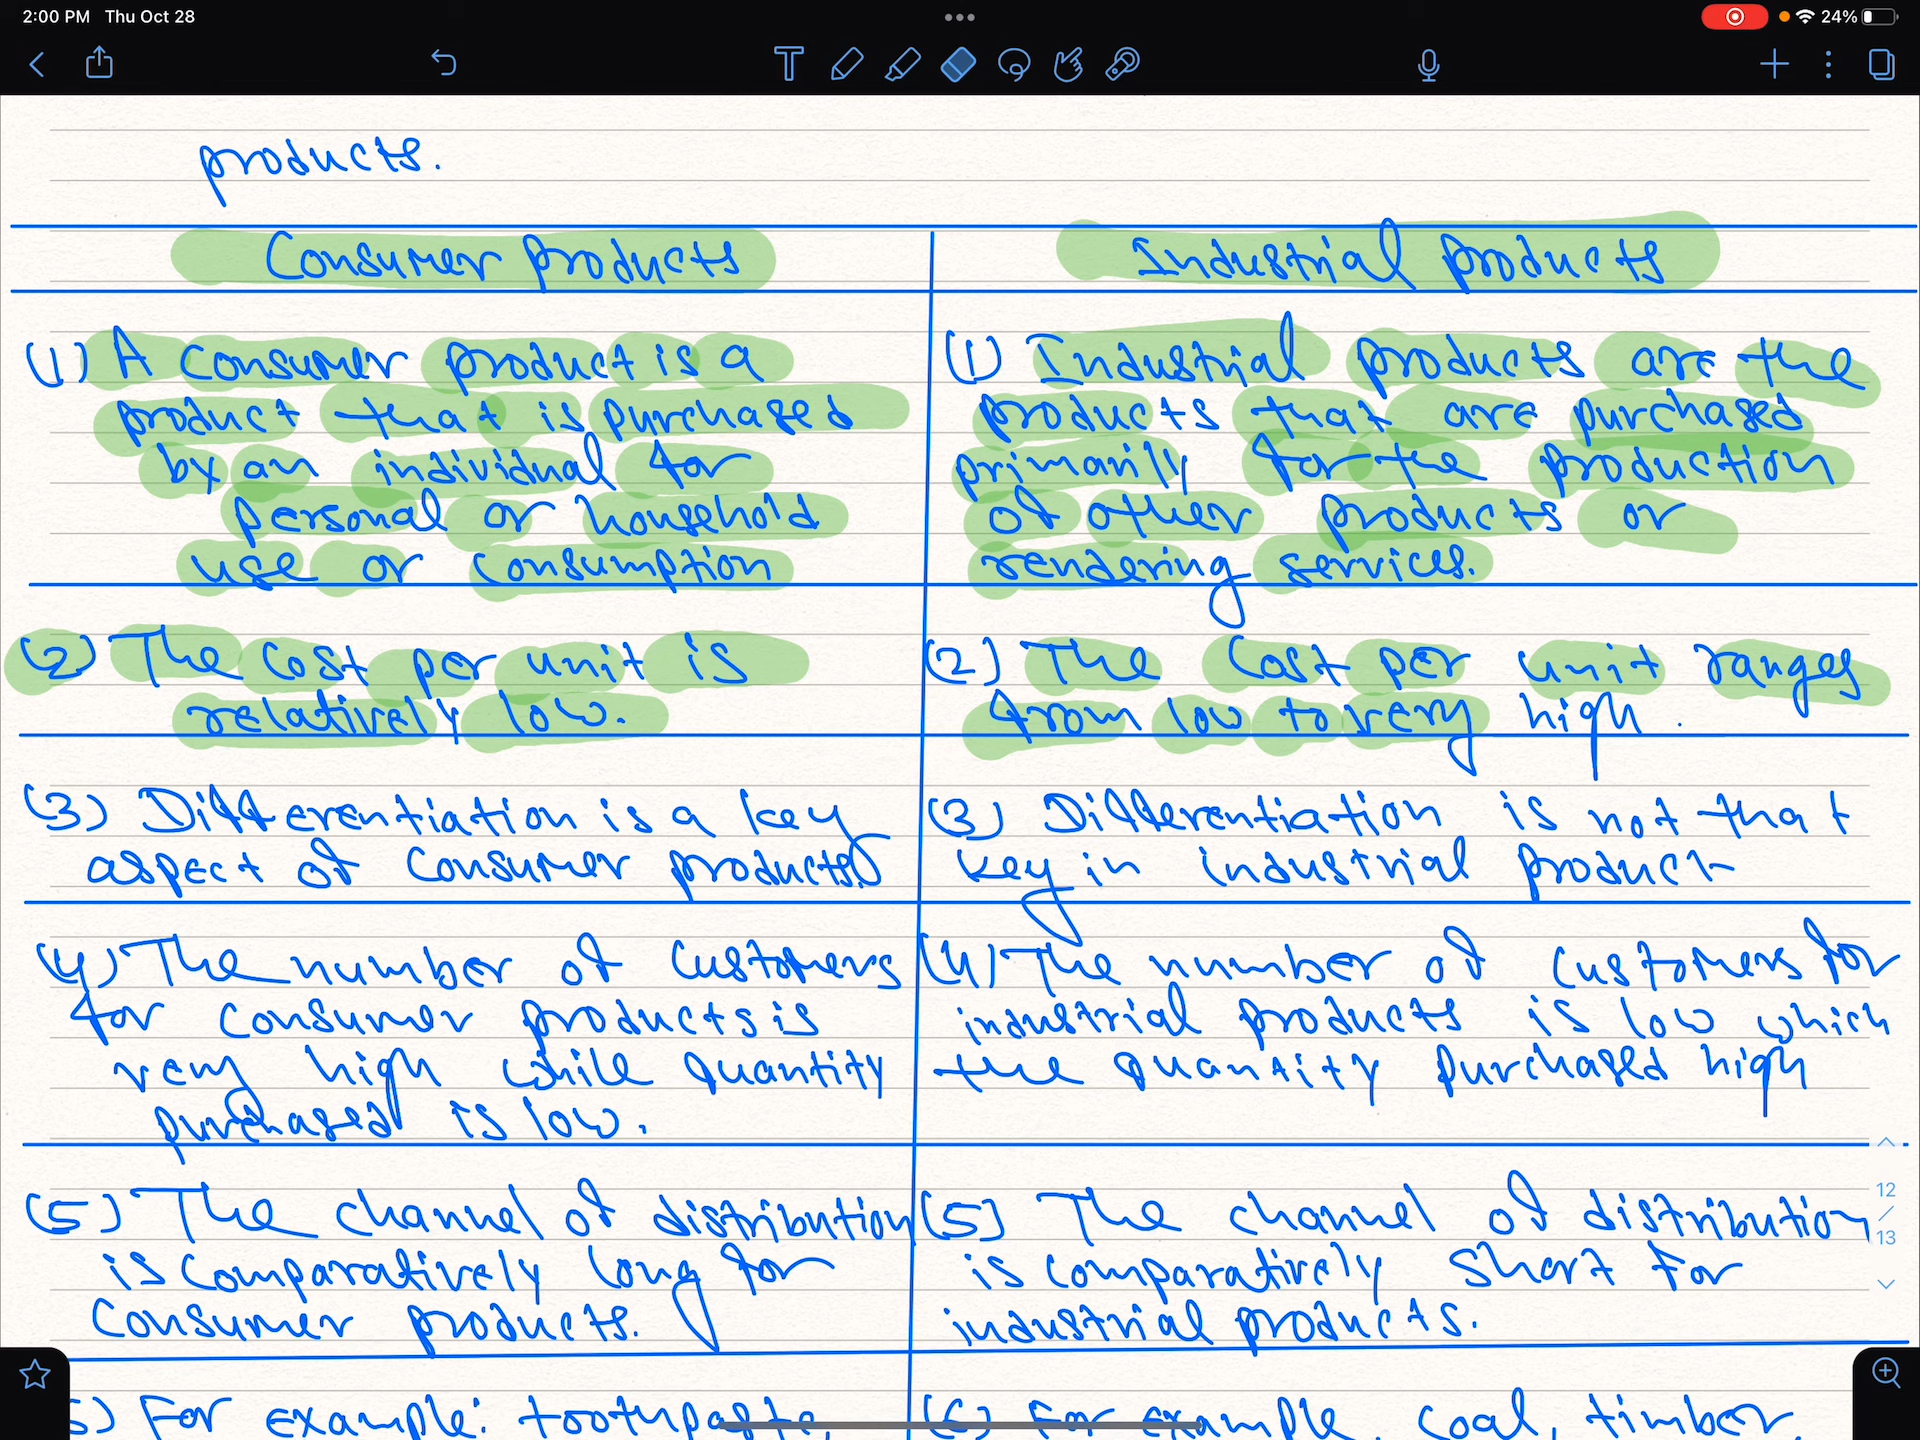 2:00 PM Thu Oct 28
24%
products.
Consumer products
Industrial products
(1) A consumer product is a
product that is purchased
by an individual for
personal or household
use or consumption
(1) Industrial products are the
products that are purchased
primarily for the production
of other products or
rendering services.
(2) The cost per unit is
relatively low.
(2) The cost per unit ranges
from low to very high.
(3) Differentiation is a key
aspect of consumer products.
(3) Differentiation is not that
key in industrial product
(4) The number of customers
for consumer products is
very high while quantity
purchased is low.
(4) The number of customers for
industrial products is low which
the quantity purchased high
(5) The channel of distribution
is comparatively long for
consumer products.
(5) The channel of distribution
is comparatively short for
industrial products.
12
/
13
6) For example: toothpaste,
(6) For example, coal, timber,